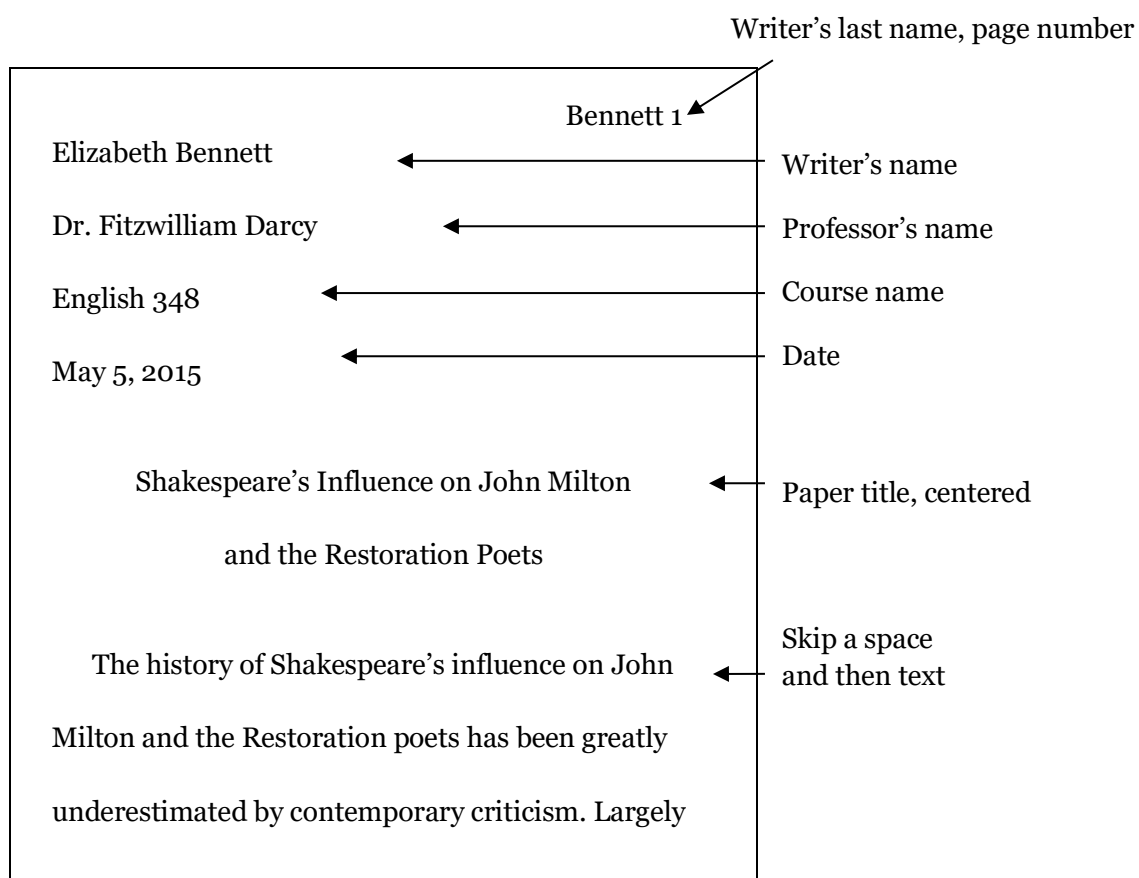 Writer’s last name, page number
Bennett 1
Elizabeth Bennett
Writer’s name
Dr. Fitzwilliam Darcy
Professor’s name
English 348
Course name
May 5, 2015
Date
Shakespeare’s Influence on John Milton
and the Restoration Poets
Paper title, centered
The history of Shakespeare’s influence on John
Milton and the Restoration poets has been greatly
underestimated by contemporary criticism. Largely
Skip a space
and then text